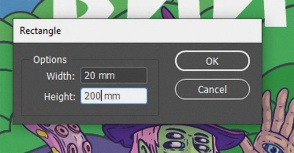 Rectangle
Options
Width: 20 mm
Height: 200 mm
OK
Cancel